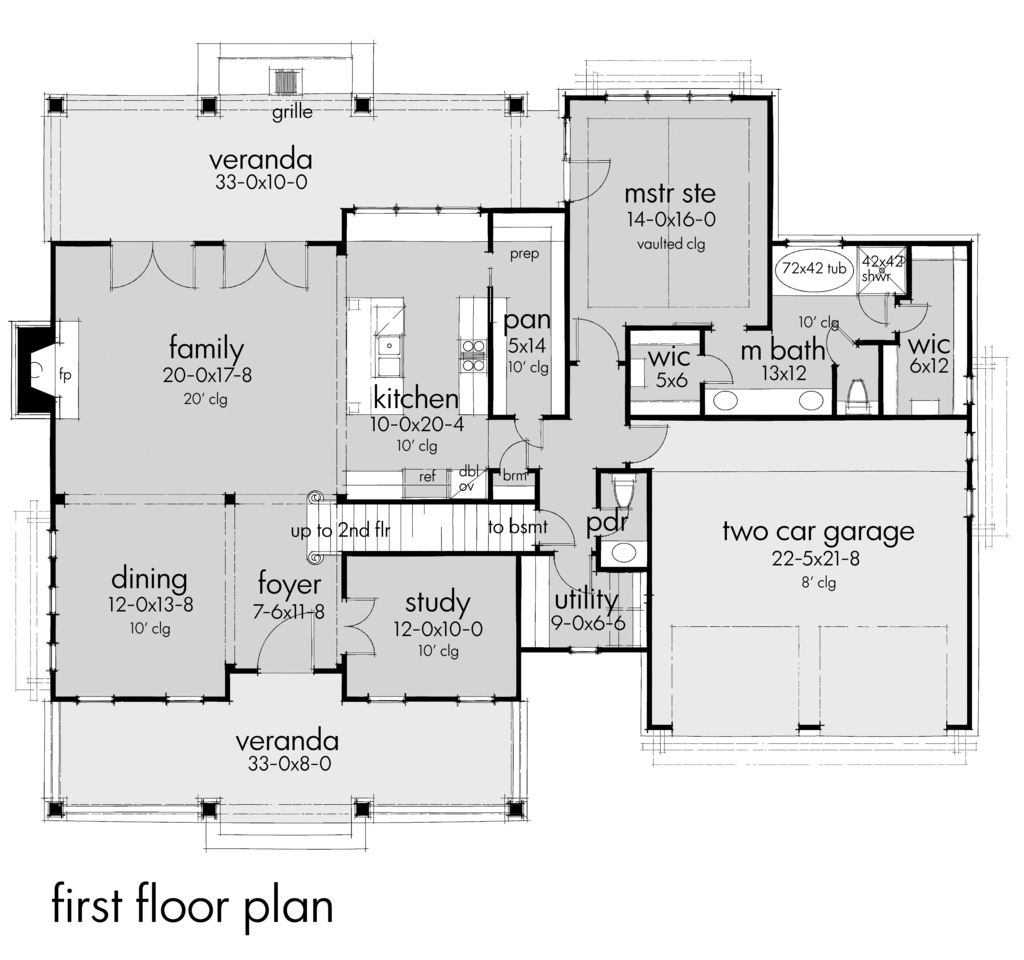 grille
veranda
33-0x10-0
mstr ste
14-0x16-0
vaulted clg
prep
72x42 tub
42x42
shwr
pan
5x14
10' clg
10' clg
family
20-0x17-8
20' clg
fp
wic
5x6
m bath
13x12
wic
6x12
kitchen
10-0x20-4
10' clg
ref
dbl
ov
brm
up to 2nd flr
to bsmt
pdr
two car garage
22-5x21-8
8' clg
dining
12-0x13-8
10' clg
foyer
7-6x11-8
study
12-0x10-0
10' clg
utility
9-0x6-6
veranda
33-0x8-0
first floor plan